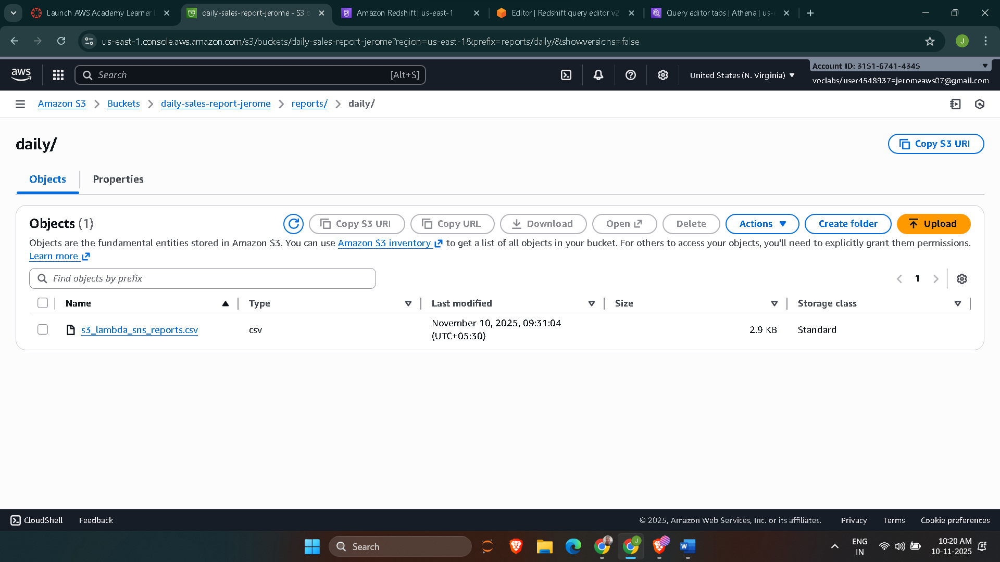 Launch AWS Academy Learner L
daily-sales-report-jerome - S3 b
Amazon Redshift | us-east-1
Editor | Redshift query editor v2
Query editor tabs | Athena | us-e
us-east-1.console.aws.amazon.com/s3/buckets/daily-sales-report-jerome?region=us-east-1&prefix=reports/daily/&showversions=false
J
aws
Search
[Alt+S]
United States (N. Virginia)
Account ID: 3151-6741-4345
voclabs/user4548937=jeromeaws07@gmail.com
Amazon S3
Buckets
daily-sales-report-jerome
reports/
daily/
daily/
Copy S3 URI
Objects
Properties
Objects (1)
Copy S3 URI
Copy URL
Download
Open
Delete
Actions
Create folder
Upload
Objects are the fundamental entities stored in Amazon S3. You can use Amazon S3 inventory to get a list of all objects in your bucket. For others to access your objects, you'll need to explicitly grant them permissions.
Learn more
Find objects by prefix
1
Name
Type
Last modified
Size
Storage class
s3_lambda_sns_reports.csv
csv
November 10, 2025, 09:31:04
(UTC+05:30)
2.9 KB
Standard
CloudShell
Feedback
© 2025, Amazon Web Services, Inc. or its affiliates.
Privacy
Terms
Cookie preferences
Search
J
W
ENG
IN
10:20 AM
10-11-2025